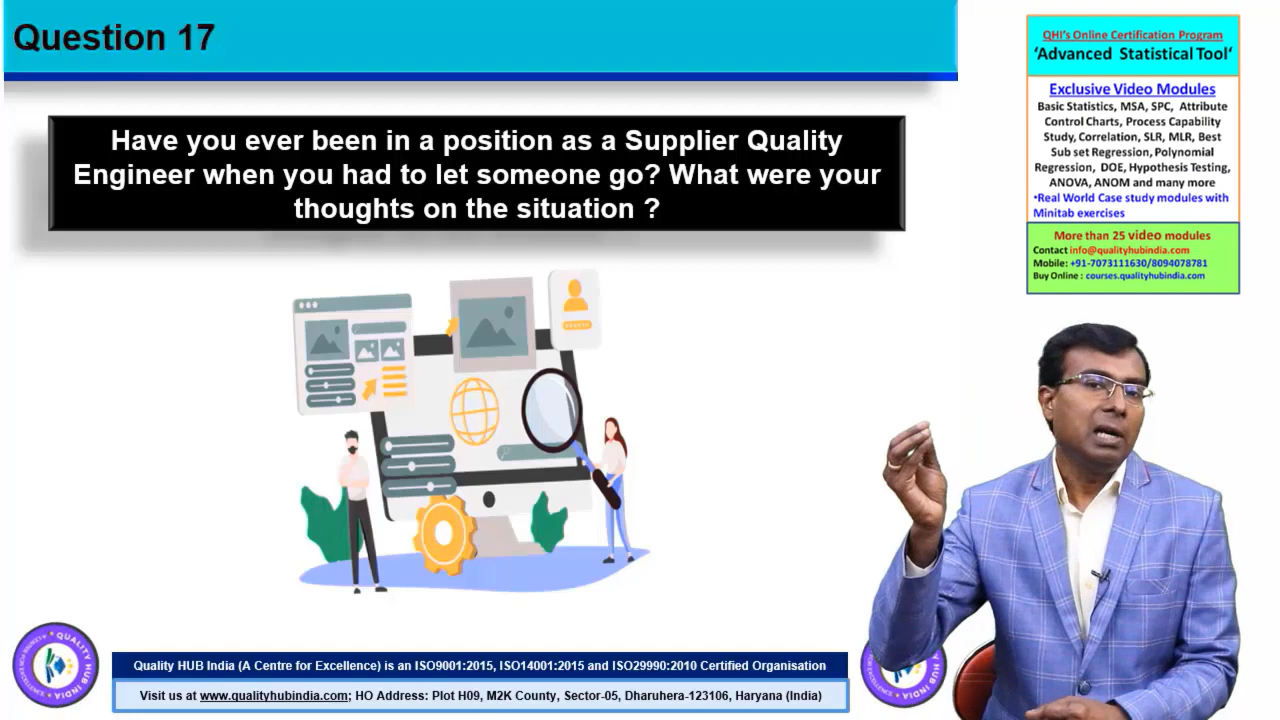 Question 17
Have you ever been in a position as a Supplier Quality
Engineer when you had to let someone go? What were your
thoughts on the situation ?
QHI's Online Certification Program
'Advanced Statistical Tool'
Exclusive Video Modules
Basic Statistics, MSA, SPC, Attribute
Control Charts, Process Capability
Study, Correlation, SLR, MLR, Best
Sub set Regression, Polynomial
Regression, DOE, Hypothesis Testing,
ANOVA, ANOM and many more
•Real World Case study modules with
Minitab exercises
More than 25 video modules
Contact info@qualityhubindia.com
Mobile: +91-7073111630/8094078781
Buy Online : courses.qualityhubindia.com
QUALITY HUB INDIA
Quality HUB India (A Centre for Excellence) is an ISO9001:2015, ISO14001:2015 and ISO29990:2010 Certified Organisation
Visit us at www.qualityhubindia.com; HO Address: Plot H09, M2K County, Sector-05, Dharuhera-123106, Haryana (India)